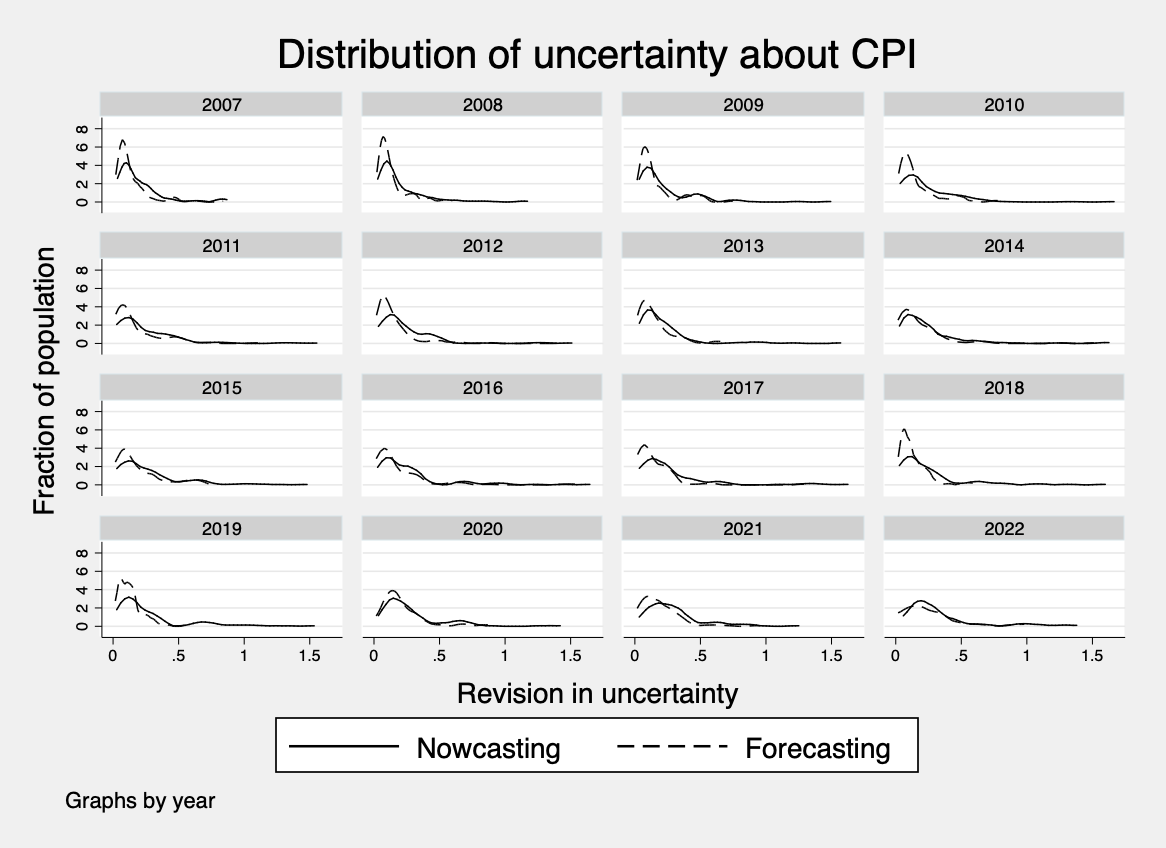 Distribution of uncertainty about CPI
2007 2008 2009 2010
8
6
4
2
0
2011 2012 2013 2014
8
6
4
2
0
Fraction of population
2015 2016 2017 2018
8
6
4
2
0
2019 2020 2021 2022
8
6
4
2
0
0 .5 1 1.5 0 .5 1 1.5 0 .5 1 1.5 0 .5 1 1.5
Revision in uncertainty
Nowcasting Forecasting
Graphs by year